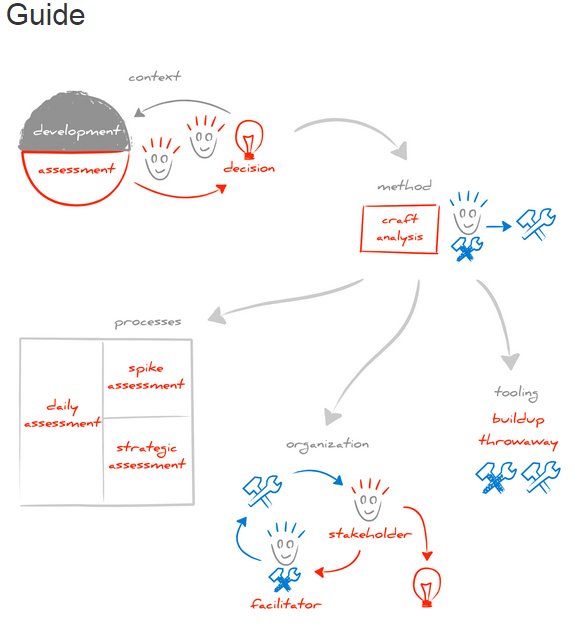 Guide
context
development
assessment
decision
method
craft
analysis
processes
daily
assessment
spike
assessment
strategic
assessment
organization
stakeholder
facilitator
tooling
buildup
throwaway